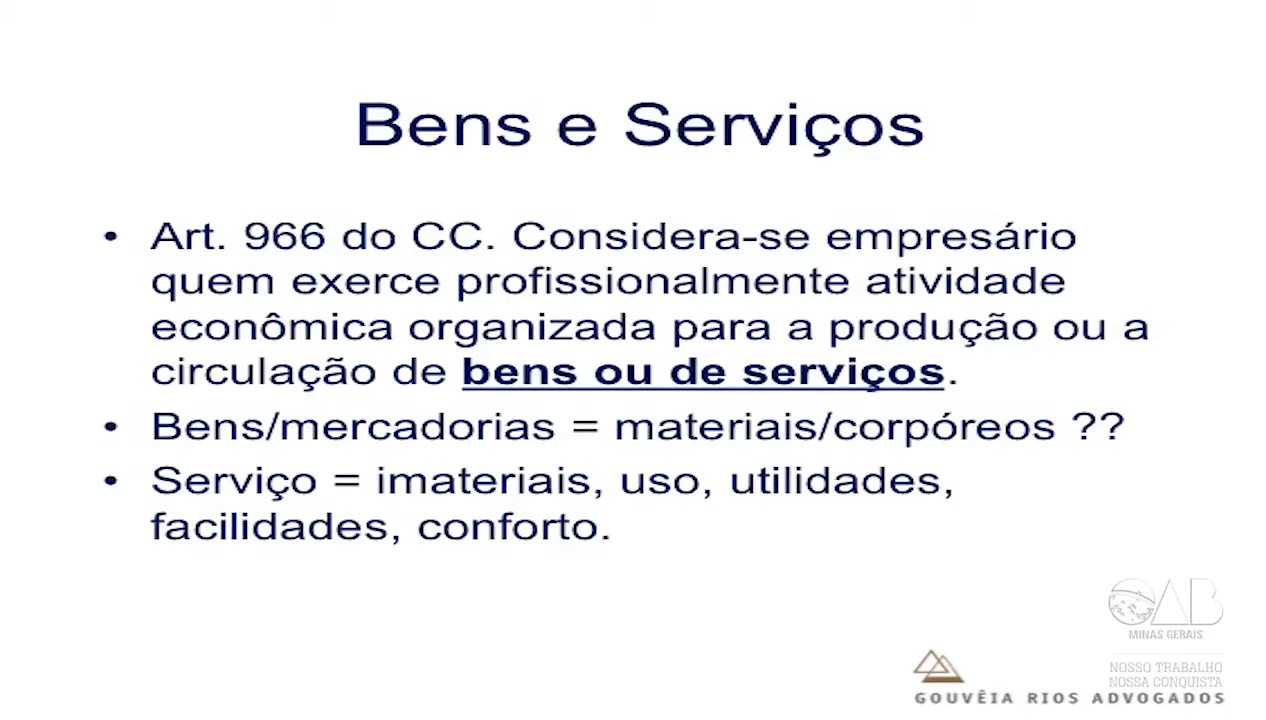 Bens e Serviços
• Art. 966 do CC. Considera-se empresário
quem exerce profissionalmente atividade
econômica organizada para a produção ou a
circulação de bens ou de serviços.
• Bens/mercadorias = materiais/corpóreos ??
• Serviço = imateriais, uso, utilidades,
facilidades, conforto.
OAB
MINAS GERAIS
NOSSO TRABALHO
NOSSA CONQUISTA
GOUVÊIA RIOS ADVOGADOS